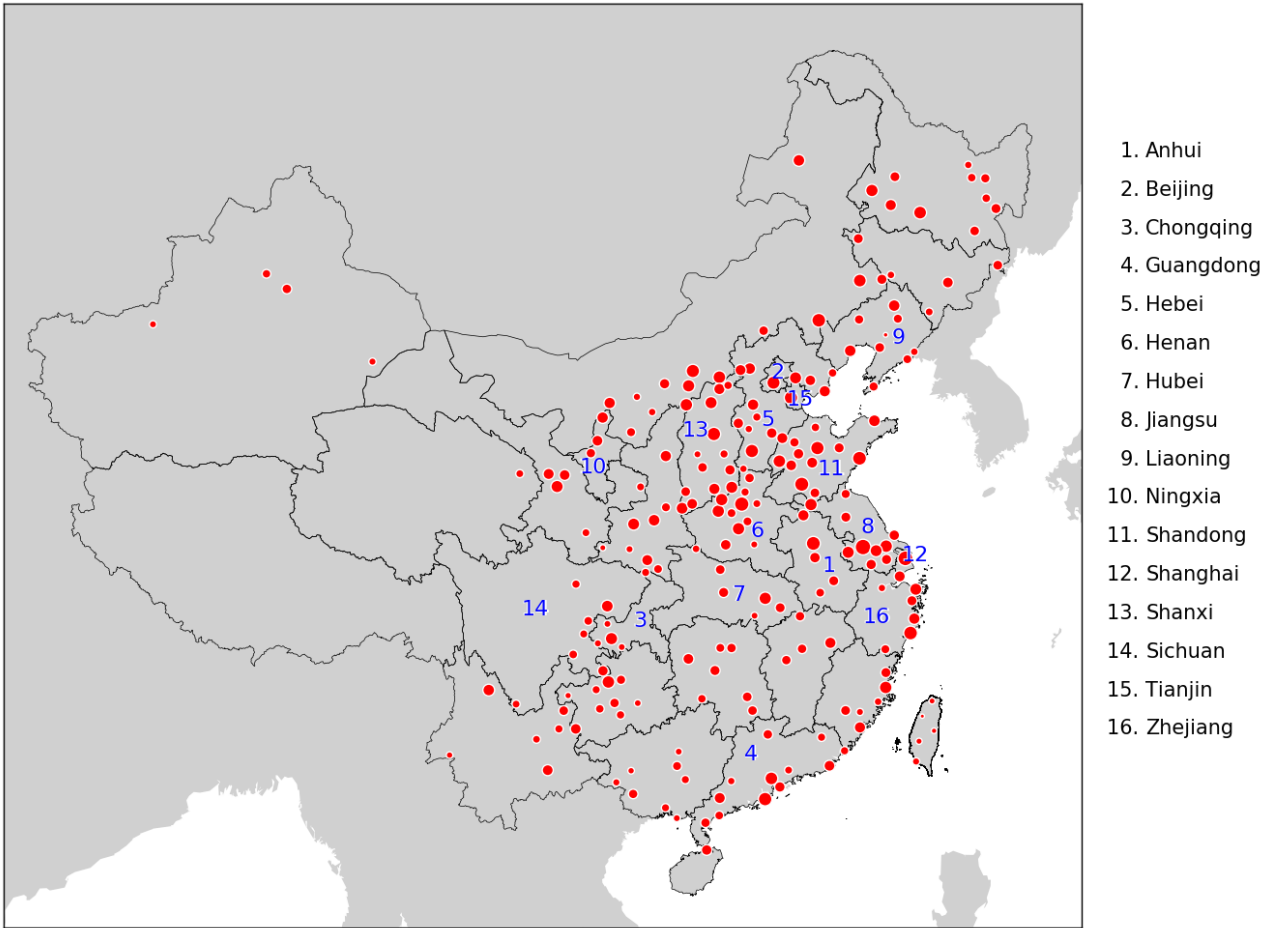 1. Anhui
2. Beijing
3. Chongqing
4. Guangdong
5. Hebei
6. Henan
7. Hubei
8. Jiangsu
9. Liaoning
10. Ningxia
11. Shandong
12. Shanghai
13. Shanxi
14. Sichuan
15. Tianjin
16. Zhejiang
9
2
15
13
5
10
11
6
8
12
1
14
7
3
16
4